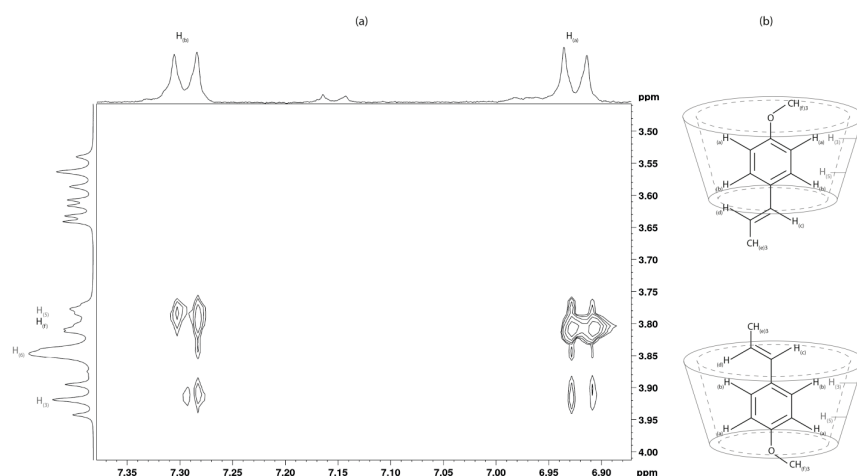 (a)
(b)
H(b)
H(a)
ppm
3.50
3.55
3.60
3.65
3.70
3.75
3.80
3.85
3.90
3.95
4.00
H(5)
H(f)
H(6)
H(3)
7.35
7.30
7.25
7.20
7.15
7.10
7.05
7.00
6.95
6.90
ppm
CH(f)3
O
H(a)
H(a)
H(3)
H(5)
H(b)
H(b)
H(d)
H(c)
CH(e)3
CH(e)3
H(c)
H(d)
H(b)
H(b)
H(3)
H(5)
H(a)
H(a)
O
CH(f)3